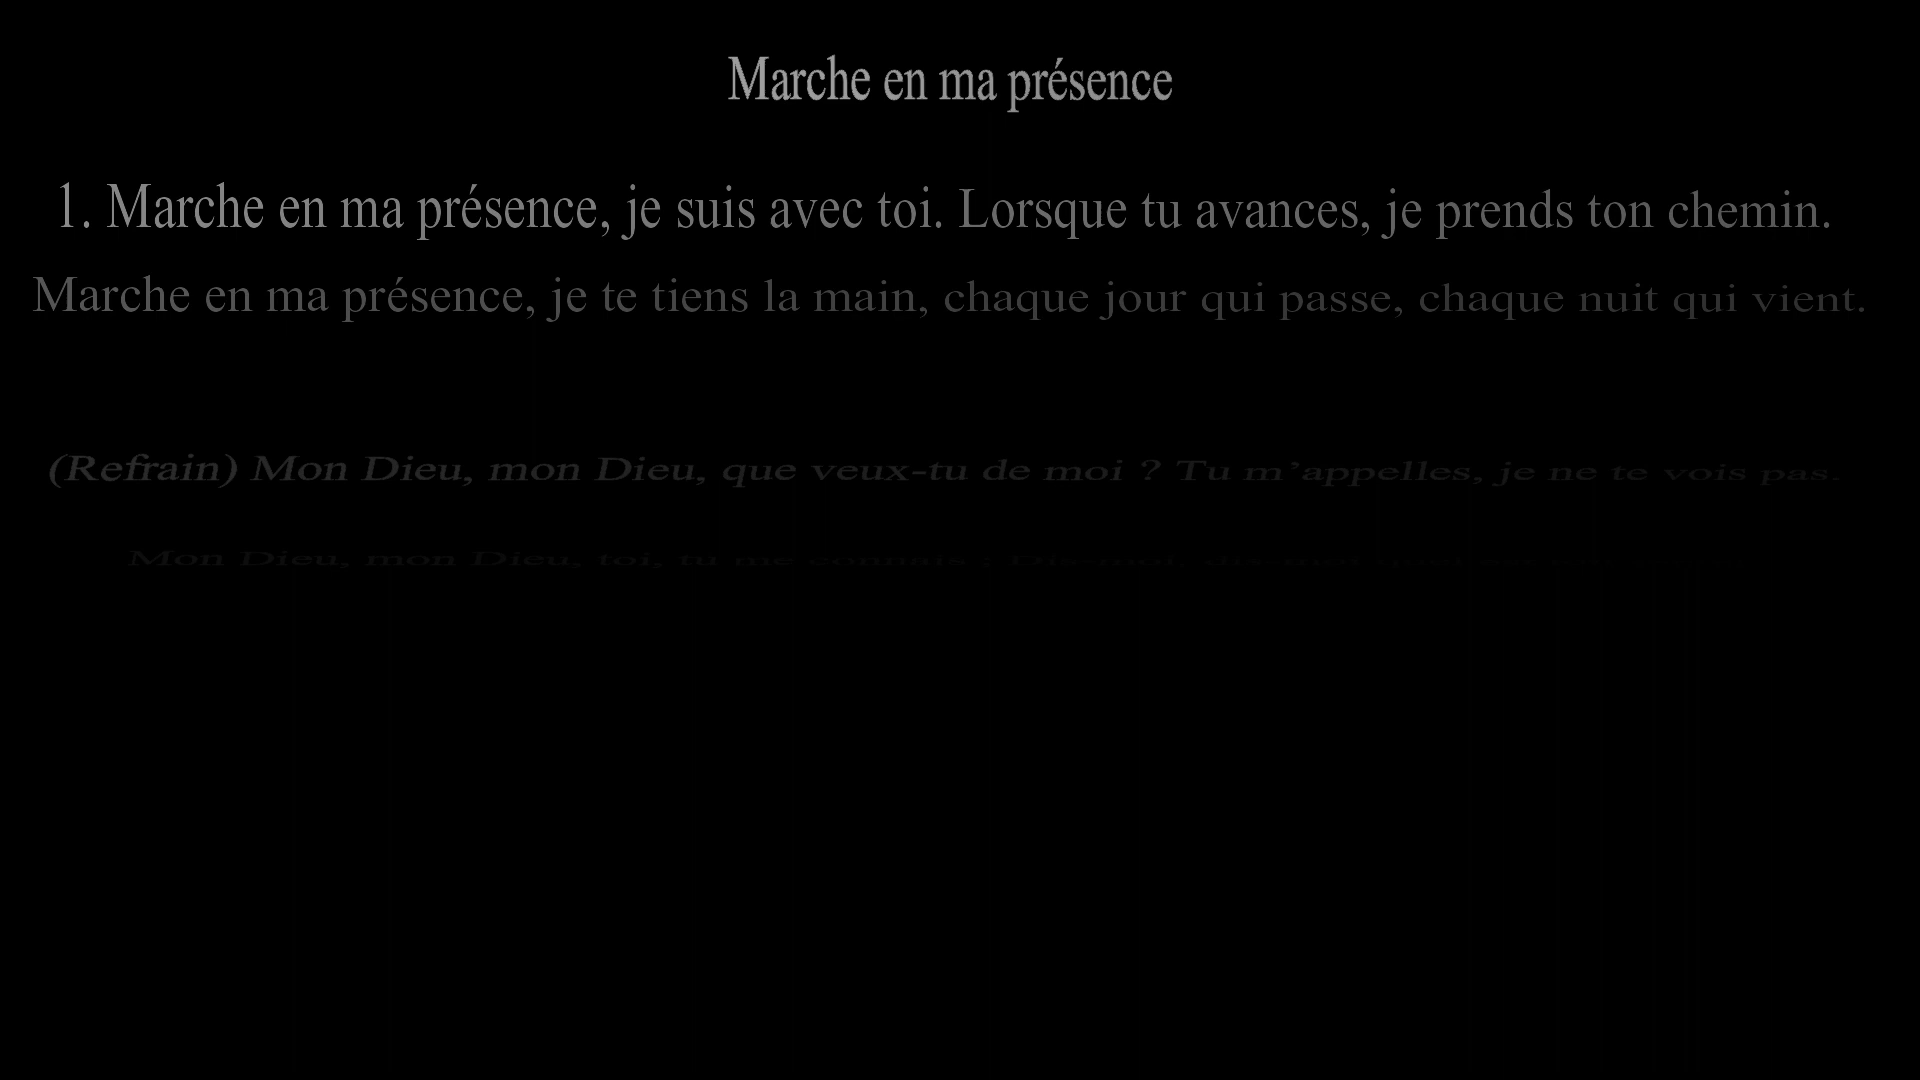 Marche en ma présence
1. Marche en ma présence, je suis avec toi. Lorsque tu avances, je prends ton chemin.
Marche en ma présence, je te tiens la main, chaque jour qui passe, chaque nuit qui vient.
(Refrain) Mon Dieu, mon Dieu, que veux-tu de moi ? Tu m’appelles, je ne te vois pas.
Mon Dieu, mon Dieu, toi, tu me connais ; Dis-moi,